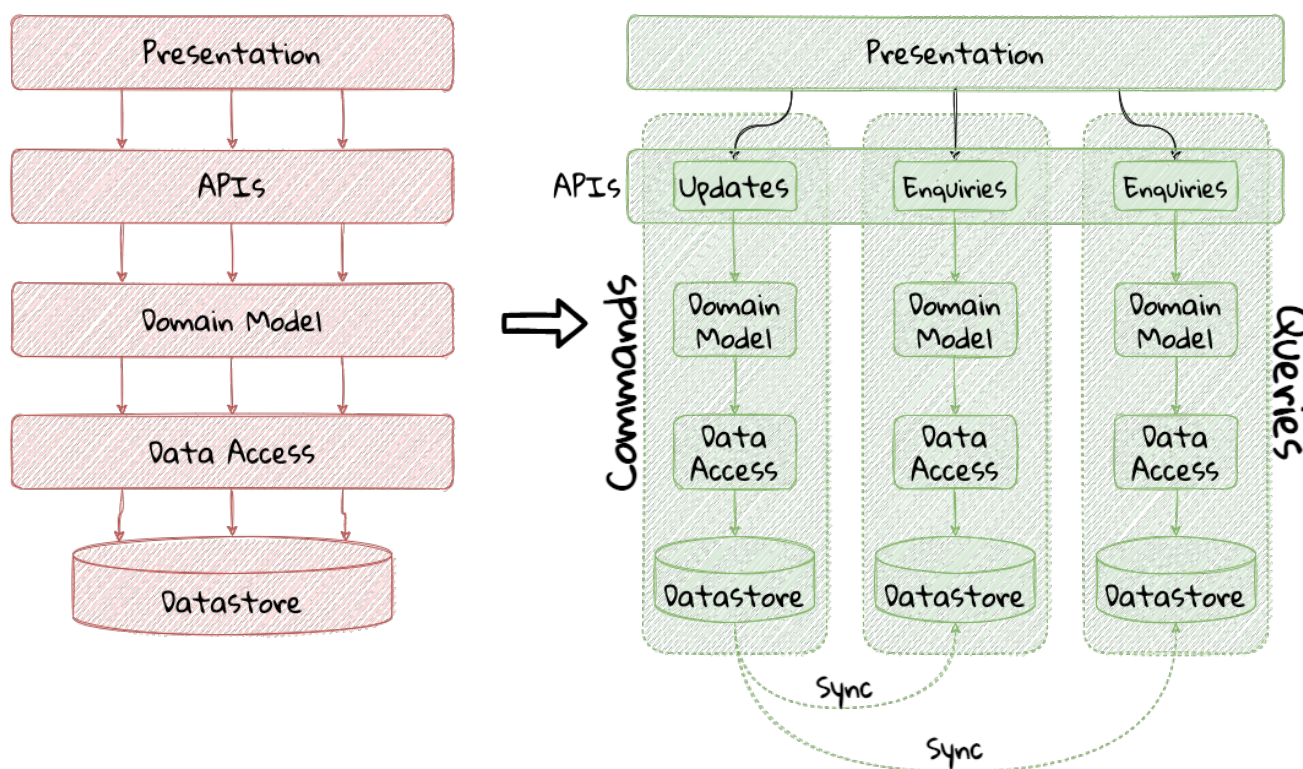 Presentation
APIs
Domain Model
Data Access
Datastore
Presentation
APIs
Updates
Enquiries
Enquiries
Commands
Domain
Model
Domain
Model
Domain
Model
Queries
Data
Access
Data
Access
Data
Access
Datastore
Datastore
Datastore
Sync
Sync